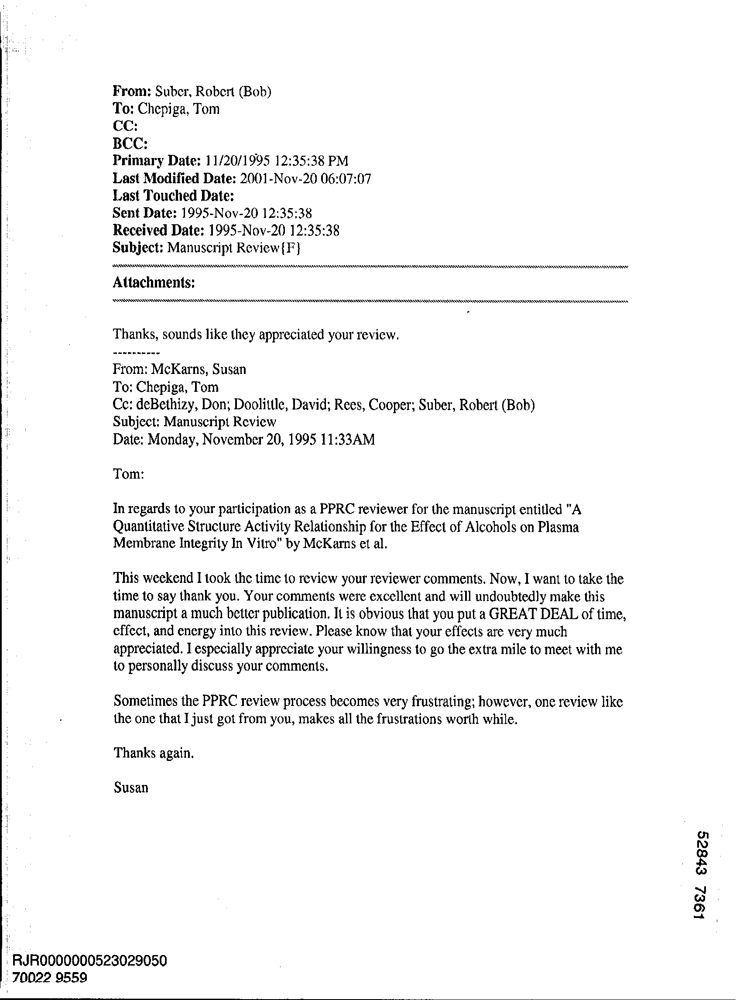 From: Suber, Robert (Bob)
To: Chepiga, Tom
CC:
BCC:
Primary Date: 11/20/1995 12:35:38 PM
Last Modified Date: 2001-Nov-20 06:07:07
Last Touched Date:
Sent Date: 1995-Nov-20 12:35:38
Received Date: 1995-Nov-20 12:35:38
Subject: Manuscript Review{F}
Attachments:
Thanks, sounds like they appreciated your review.
----------
From: McKarns, Susan
To: Chepiga, Tom
Cc: deBethizy, Don; Doolittle, David; Rees, Cooper; Suber, Robert (Bob)
Subject: Manuscript Review
Date: Monday, November 20, 1995 11:33AM
Tom:
In regards to your participation as a PPRC reviewer for the manuscript entitled "A
Quantitative Structure Activity Relationship for the Effect of Alcohols on Plasma
Membrane Integrity In Vitro" by McKarns et al.
This weekend I took the time to review your reviewer comments. Now, I want to take the
time to say thank you. Your comments were excellent and will undoubtedly make this
manuscript a much better publication. It is obvious that you put a GREAT DEAL of time,
effect, and energy into this review. Please know that your effects are very much
appreciated. I especially appreciate your willingness to go the extra mile to meet with me
to personally discuss your comments.
Sometimes the PPRC review process becomes very frustrating; however, one review like
the one that I just got from you, makes all the frustrations worth while.
Thanks again.
Susan
52843 7361
RJR0000000523029050
70022 9559